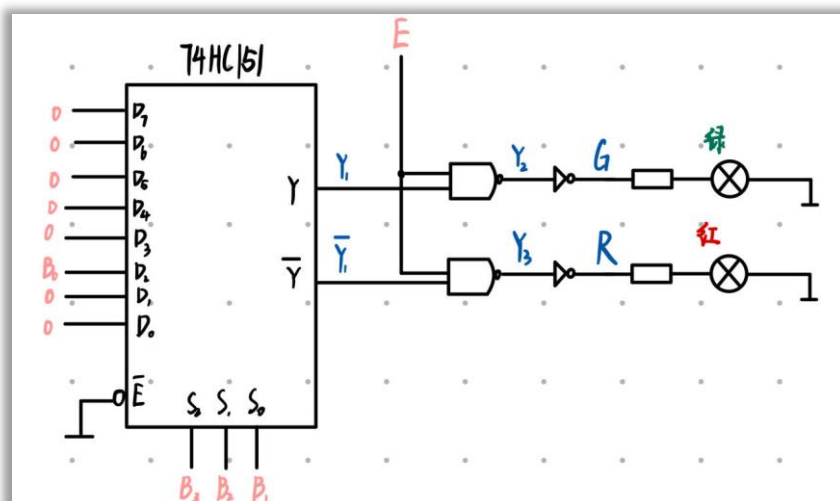 E
74HC151
0 D₇
0 D₆
0 D₅
0 D₄
0 D₃
B₀ D₂
0 D₁
0 D₀
Y Y₁
Y̅ Y̅₁
Y₂ G 绿
Y₃ R 红
E̅
S₂ S₁ S₀
B₃ B₂ B₁